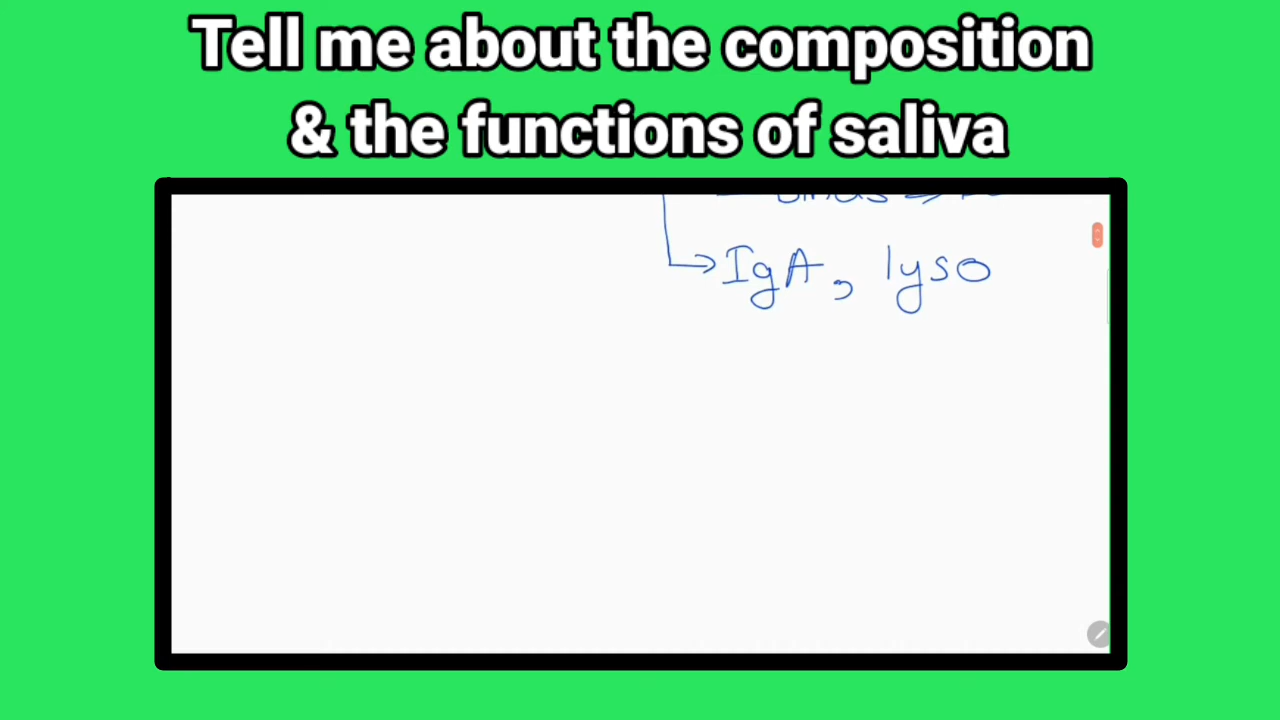 Tell me about the composition
& the functions of saliva
IgA, lyso